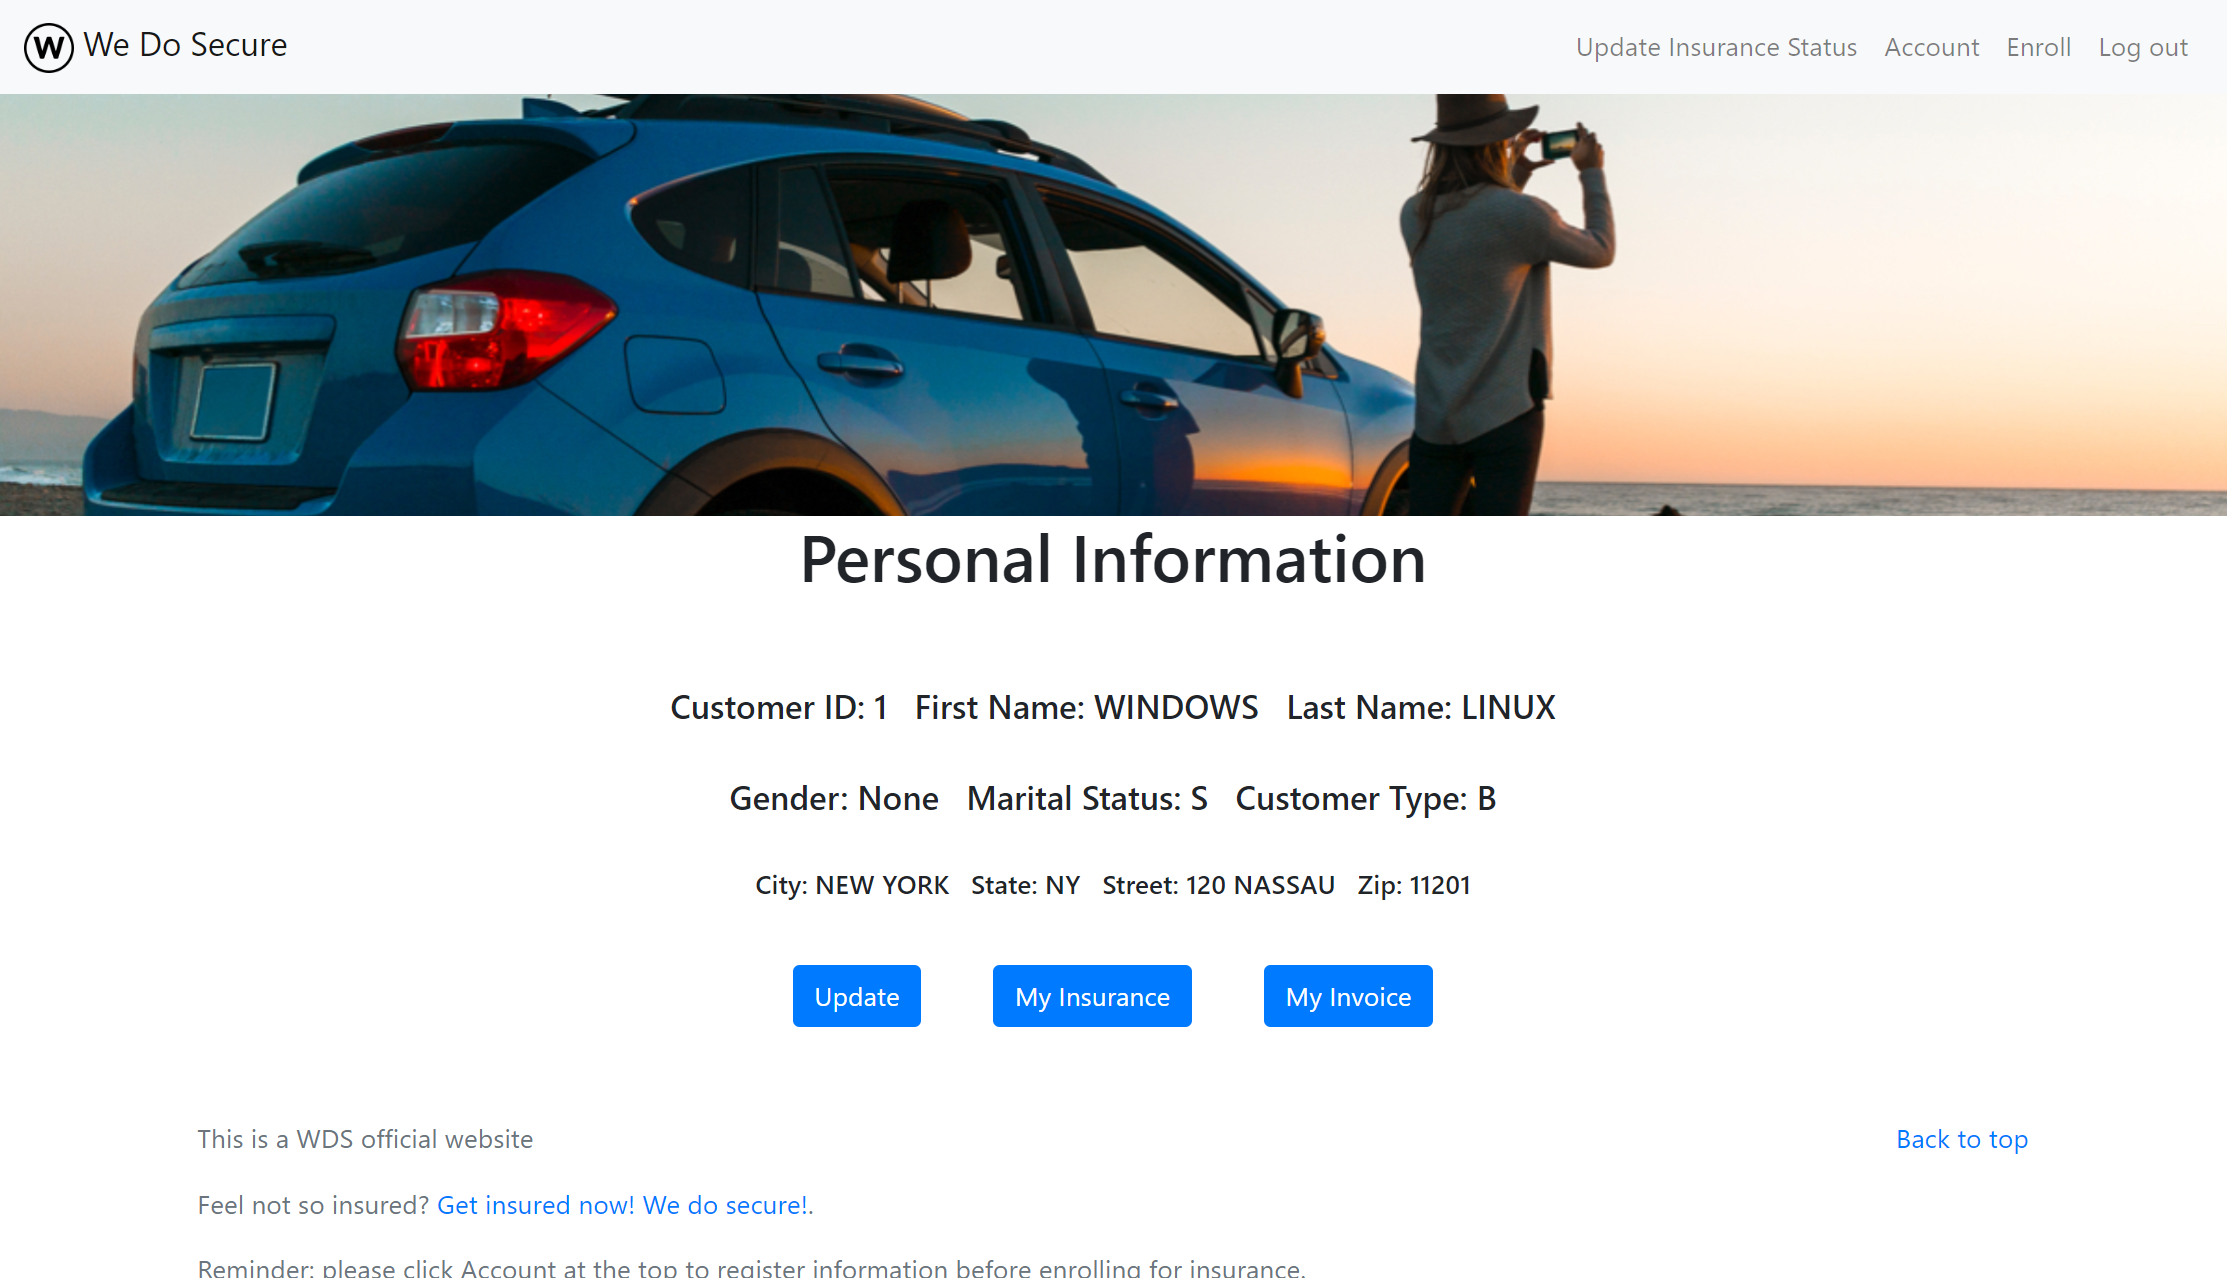 W We Do Secure
Update Insurance Status Account Enroll Log out
Personal Information
Customer ID: 1 First Name: WINDOWS Last Name: LINUX
Gender: None Marital Status: S Customer Type: B
City: NEW YORK State: NY Street: 120 NASSAU Zip: 11201
Update My Insurance My Invoice
This is a WDS official website Back to top
Feel not so insured? Get insured now! We do secure!.
Reminder: please click Account at the top to register information before enrolling for insurance.